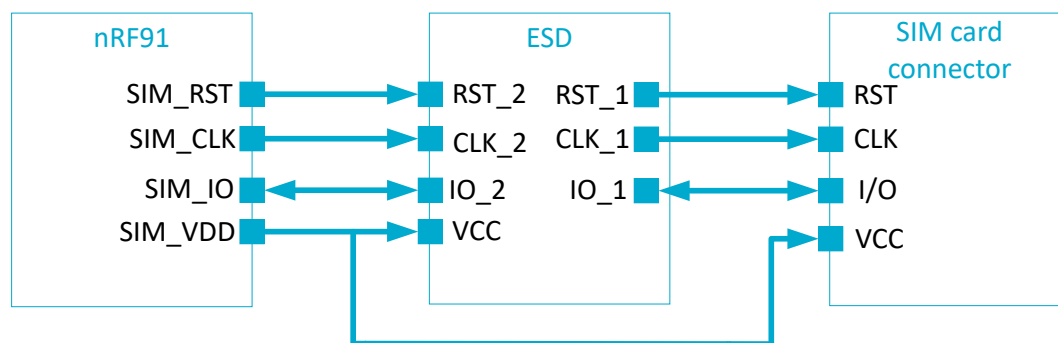 nRF91
ESD
SIM card
connector
SIM_RST
RST_2
RST_1
RST
SIM_CLK
CLK_2
CLK_1
CLK
SIM_IO
IO_2
IO_1
I/O
SIM_VDD
VCC
VCC